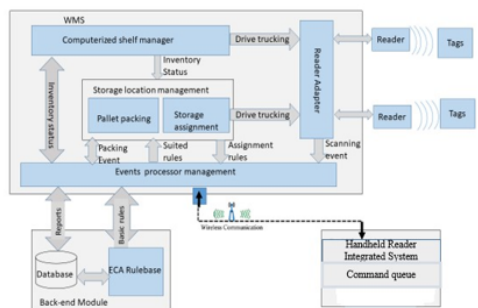 WMS
Computerized shelf manager
Drive trucking
Reader Adapter
Reader
Tags
Inventory
Status
Inventory status
Storage location management
Pallet packing
Storage
assignment
Drive trucking
Reader
Tags
Packing
Event
Suited
rules
Assignment
rules
Scanning
event
Events processor management
Reports
Basic rules
Wireless Communication
Database
ECA Rulebase
Back-end Module
Handheld Reader
Integrated System
Command queue